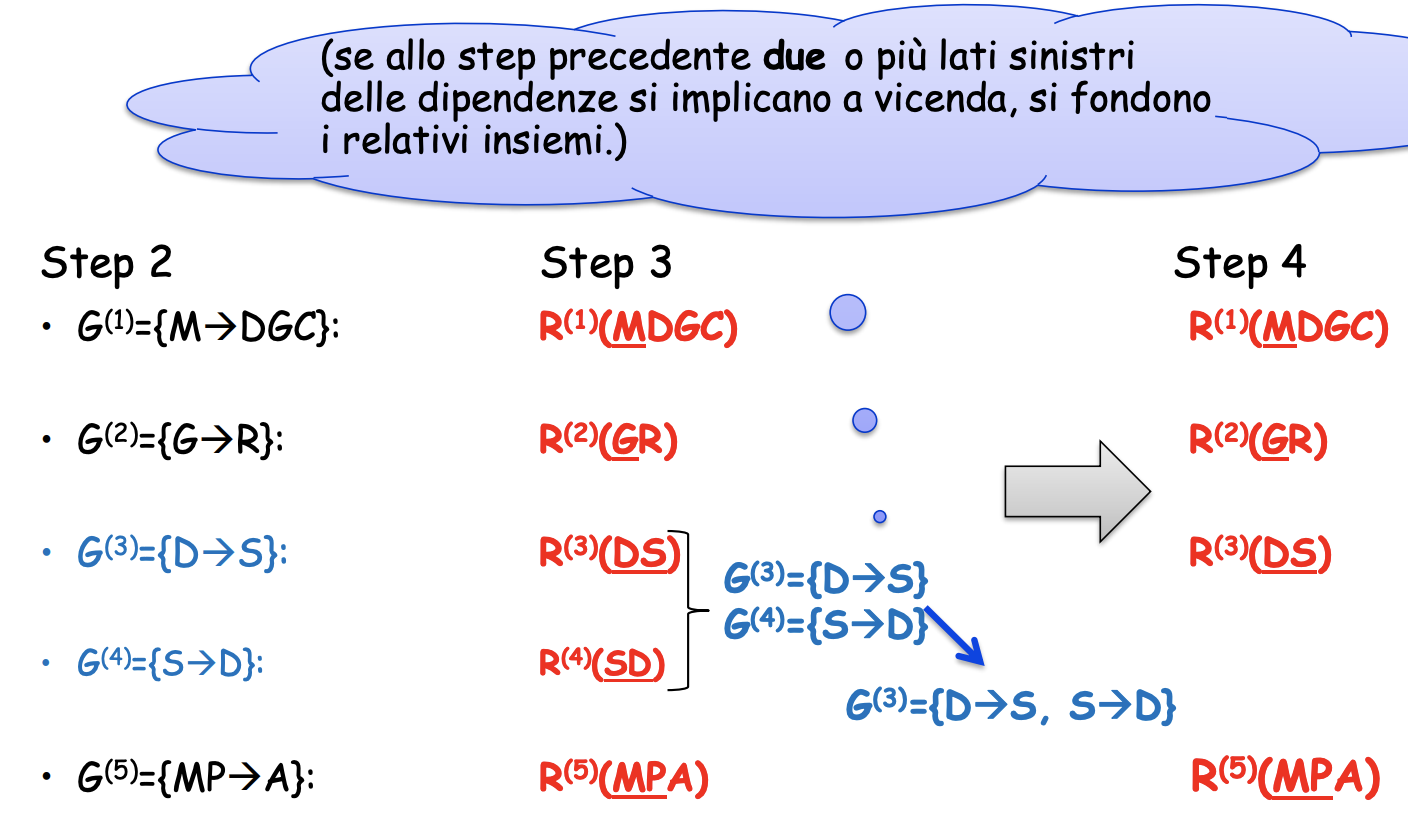 (se allo step precedente due o più lati sinistri
delle dipendenze si implicano a vicenda, si fondono
i relativi insiemi.)
Step 2
Step 3
Step 4
• G(1)={M→DGC}:
R(1)(MDGC)
R(1)(MDGC)
• G(2)={G→R}:
R(2)(GR)
R(2)(GR)
• G(3)={D→S}:
R(3)(DS)
G(3)={D→S}
R(3)(DS)
G(4)={S→D}
• G(4)={S→D}:
R(4)(SD)
G(3)={D→S, S→D}
• G(5)={MP→A}:
R(5)(MPA)
R(5)(MPA)